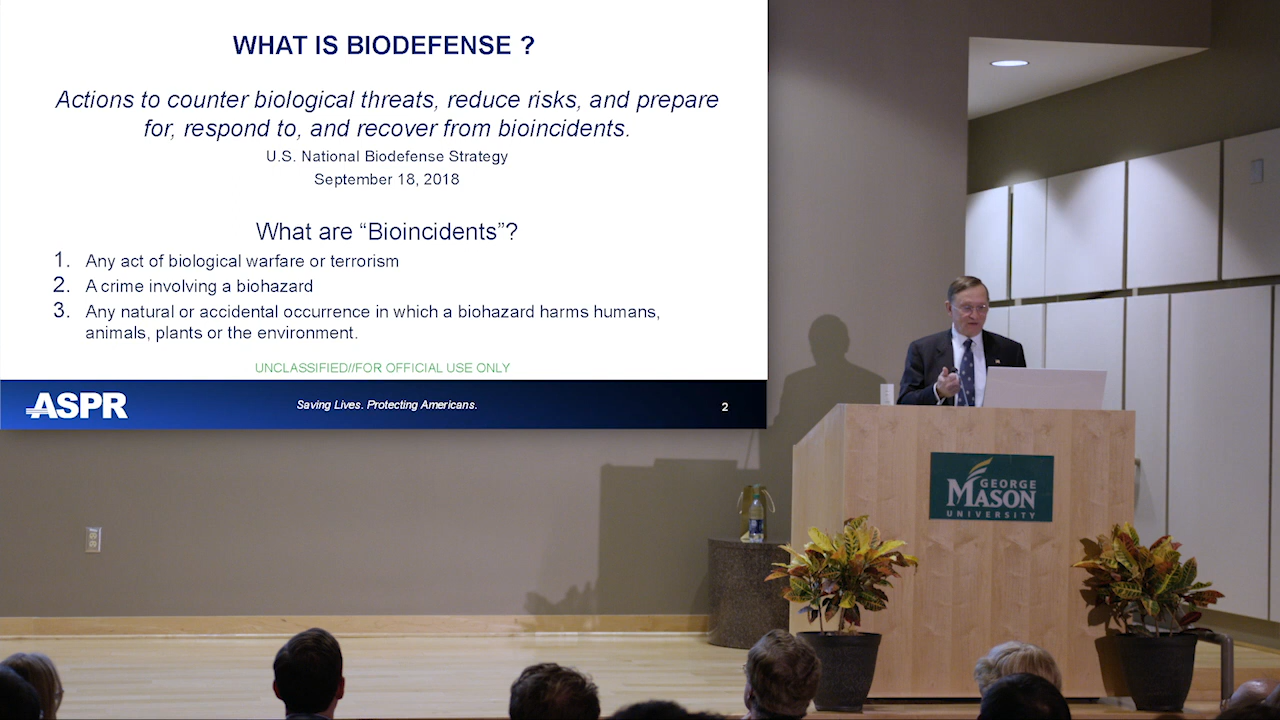 WHAT IS BIODEFENSE ?
Actions to counter biological threats, reduce risks, and prepare
for, respond to, and recover from bioincidents.
U.S. National Biodefense Strategy
September 18, 2018
What are “Bioincidents”?
1. Any act of biological warfare or terrorism
2. A crime involving a biohazard
3. Any natural or accidental occurrence in which a biohazard harms humans,
animals, plants or the environment.
UNCLASSIFIED//FOR OFFICIAL USE ONLY
ASPR
Saving Lives. Protecting Americans.
2
GEORGE
MASON
UNIVERSITY